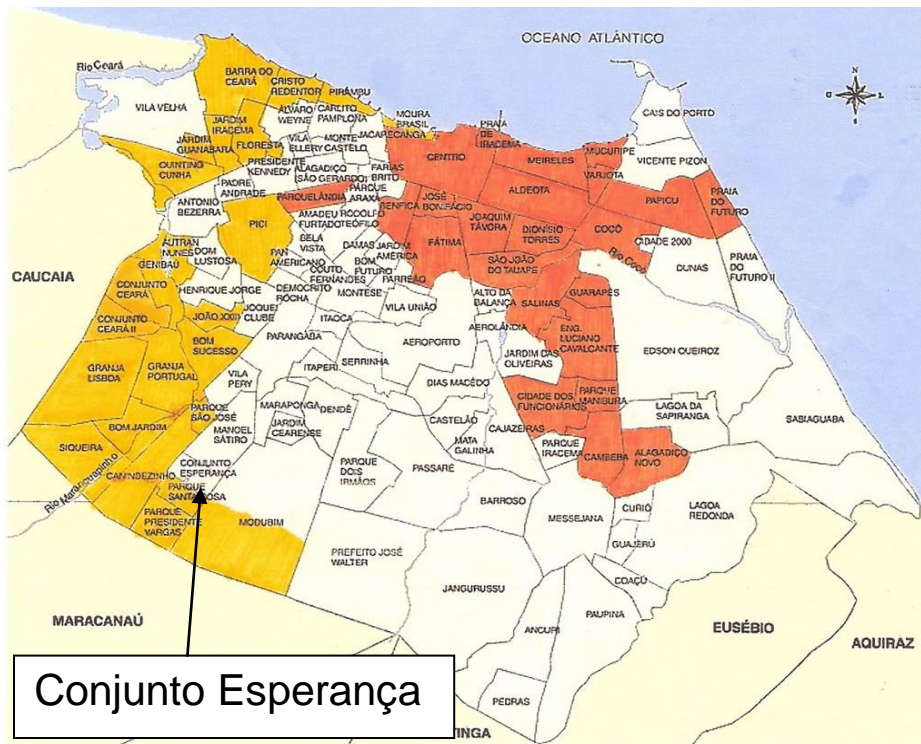 OCEANO ATLÂNTICO
N
O
L
S
Rio Ceará
BARRA DO
CEARÁ
CRISTO
REDENTOR
PIRAMBU
VILA VELHA
ÁLVARO
WEYNE
CARLITO
PAMPLONA
MOURA
BRASIL
JACARECANGA
PRAIA
DE
IRACEMA
CAIS DO PORTO
JARDIM
IRACEMA
JARDIM
GUANABARA
FLORESTA
VILA
ELLERY
MONTE
CASTELO
CENTRO
MEIRELES
MUCURIPE
VARJOTA
VICENTE PIZON
QUINTINO
CUNHA
PRESIDENTE
KENNEDY
ALAGADIÇO
(SÃO GERARDO)
FARIAS
BRITO
ALDEOTA
PADRE
ANDRADE
ANTONIO
BEZERRA
PARQUELÂNDIA
PARQUE
ARAXÁ
BENFICA
JOSÉ
BONIFÁCIO
PAPICU
PRAIA
DO
FUTURO
PICI
AMADEU
FURTADO
RODOLFO
TEÓFILO
FÁTIMA
JOAQUIM
TÁVORA
DIONÍSIO
TORRES
COCÓ
CIDADE 2000
BELA
VISTA
DAMAS
JARDIM
AMÉRICA
Rio Cocó
PRAIA
DO
FUTURO II
AUTRAN
NUNES
DOM
LUSTOSA
PAN
AMERICANO
COUTO
FERNANDES
BOM
FUTURO
PARREÃO
SÃO JOÃO
DO TAUAPE
DUNAS
CAUCAIA
GENIBAÚ
CONJUNTO
CEARÁ
HENRIQUE JORGE
DEMÓCRITO
ROCHA
MONTESE
ALTO DA
BALANÇA
SALINAS
GUARAPES
JOÃO XXIII
JOQUEI
CLUBE
ITAOCA
VILA UNIÃO
AEROLÂNDIA
CONJUNTO
CEARÁ II
PARANGABA
AEROPORTO
ENG.
LUCIANO
CAVALCANTE
EDSON QUEIROZ
BOM
SUCESSO
SERRINHA
JARDIM DAS
OLIVEIRAS
GRANJA
LISBOA
GRANJA
PORTUGAL
VILA
PERY
ITAPERI
DIAS MACÊDO
CIDADE DOS
FUNCIONÁRIOS
PARQUE
MANIBURA
PARQUE
SÃO JOSÉ
MARAPONGA
DENDÊ
CASTELÃO
LAGOA DA
SAPIRANGA
SABIAGUABA
BOM JARDIM
MANOEL
SÁTIRO
JARDIM
CEARENSE
MATA
GALINHA
CAJAZEIRAS
SIQUEIRA
PARQUE
IRACEMA
CAMBEBA
ALAGADIÇO
NOVO
CANINDEZINHO
CONJUNTO
ESPERANÇA
PARQUE
DOIS
IRMÃOS
PASSARÉ
Rio Maranguapinho
PARQUE
SANTA ROSA
BARROSO
CURIÓ
LAGOA
REDONDA
PARQUE
PRESIDENTE
VARGAS
MODUBIM
MESSEJANA
GUAJERÚ
PREFEITO JOSÉ
WALTER
JANGURUSSU
COAÇÚ
PAUPINA
MARACANAÚ
ANCURI
EUSÉBIO
AQUIRAZ
Conjunto Esperança
PEDRAS
TINGA